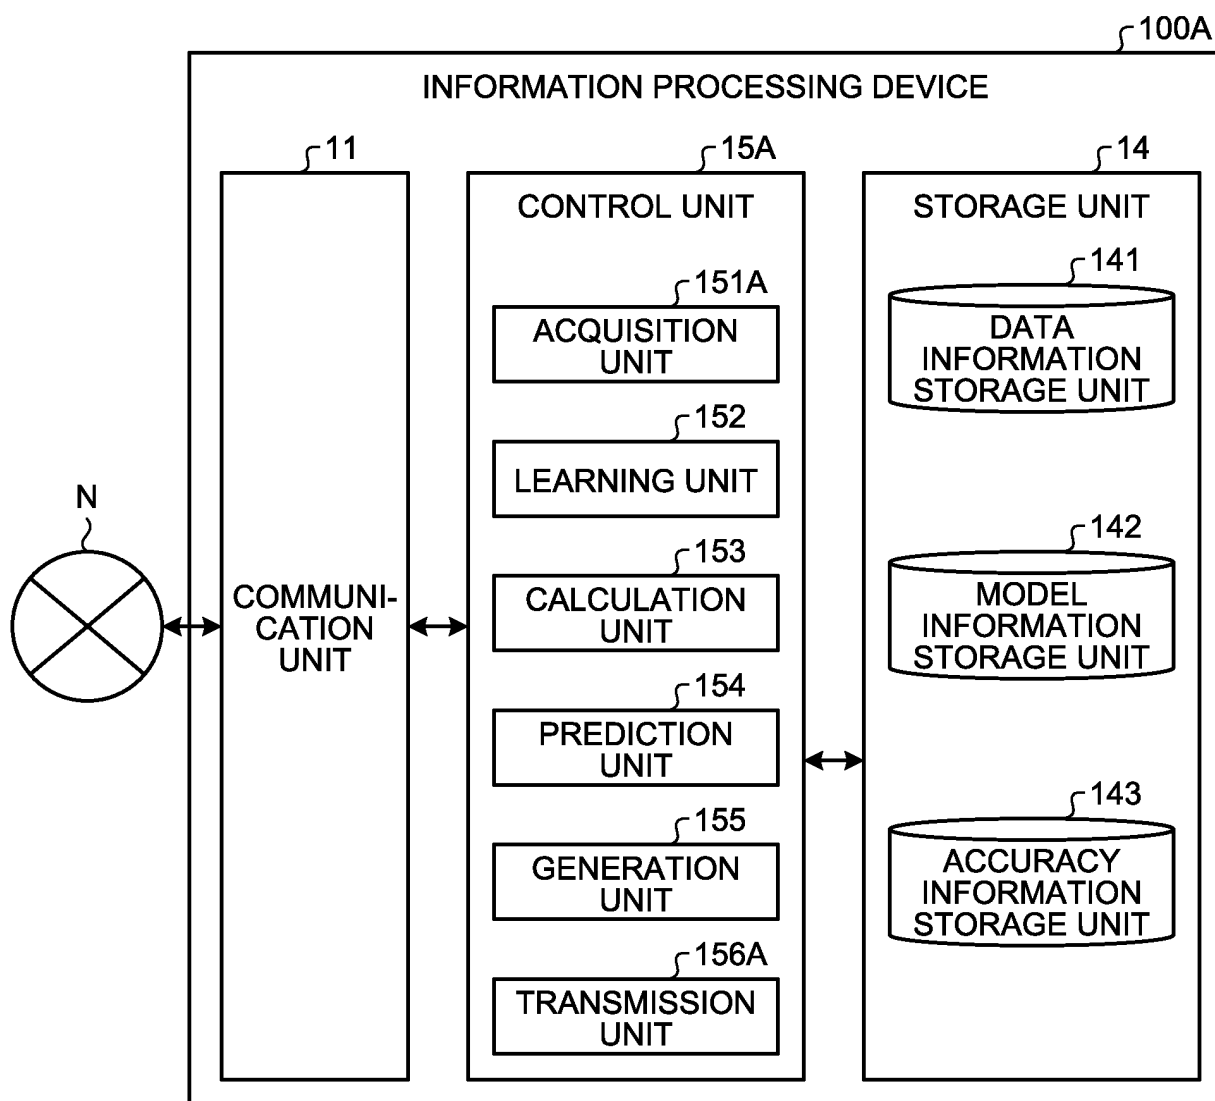 100A
INFORMATION PROCESSING DEVICE
11
COMMUNI-
CATION
UNIT
N
15A
CONTROL UNIT
151A
ACQUISITION
UNIT
152
LEARNING UNIT
153
CALCULATION
UNIT
154
PREDICTION
UNIT
155
GENERATION
UNIT
156A
TRANSMISSION
UNIT
14
STORAGE UNIT
141
DATA
INFORMATION
STORAGE UNIT
142
MODEL
INFORMATION
STORAGE UNIT
143
ACCURACY
INFORMATION
STORAGE UNIT